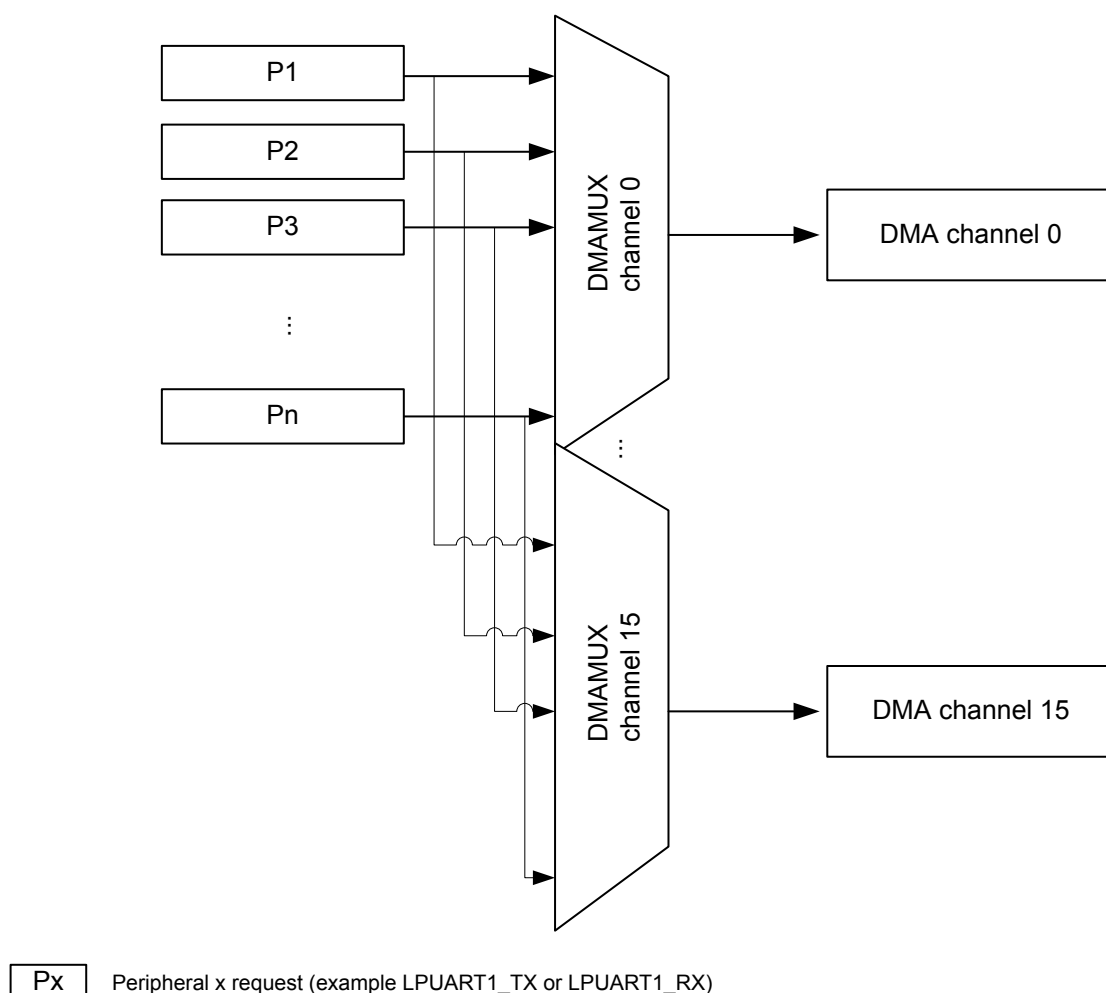 P1
P2
P3
...
Pn
DMAMUX
channel 0
DMA channel 0
...
DMAMUX
channel 15
DMA channel 15
Px Peripheral x request (example LPUART1_TX or LPUART1_RX)